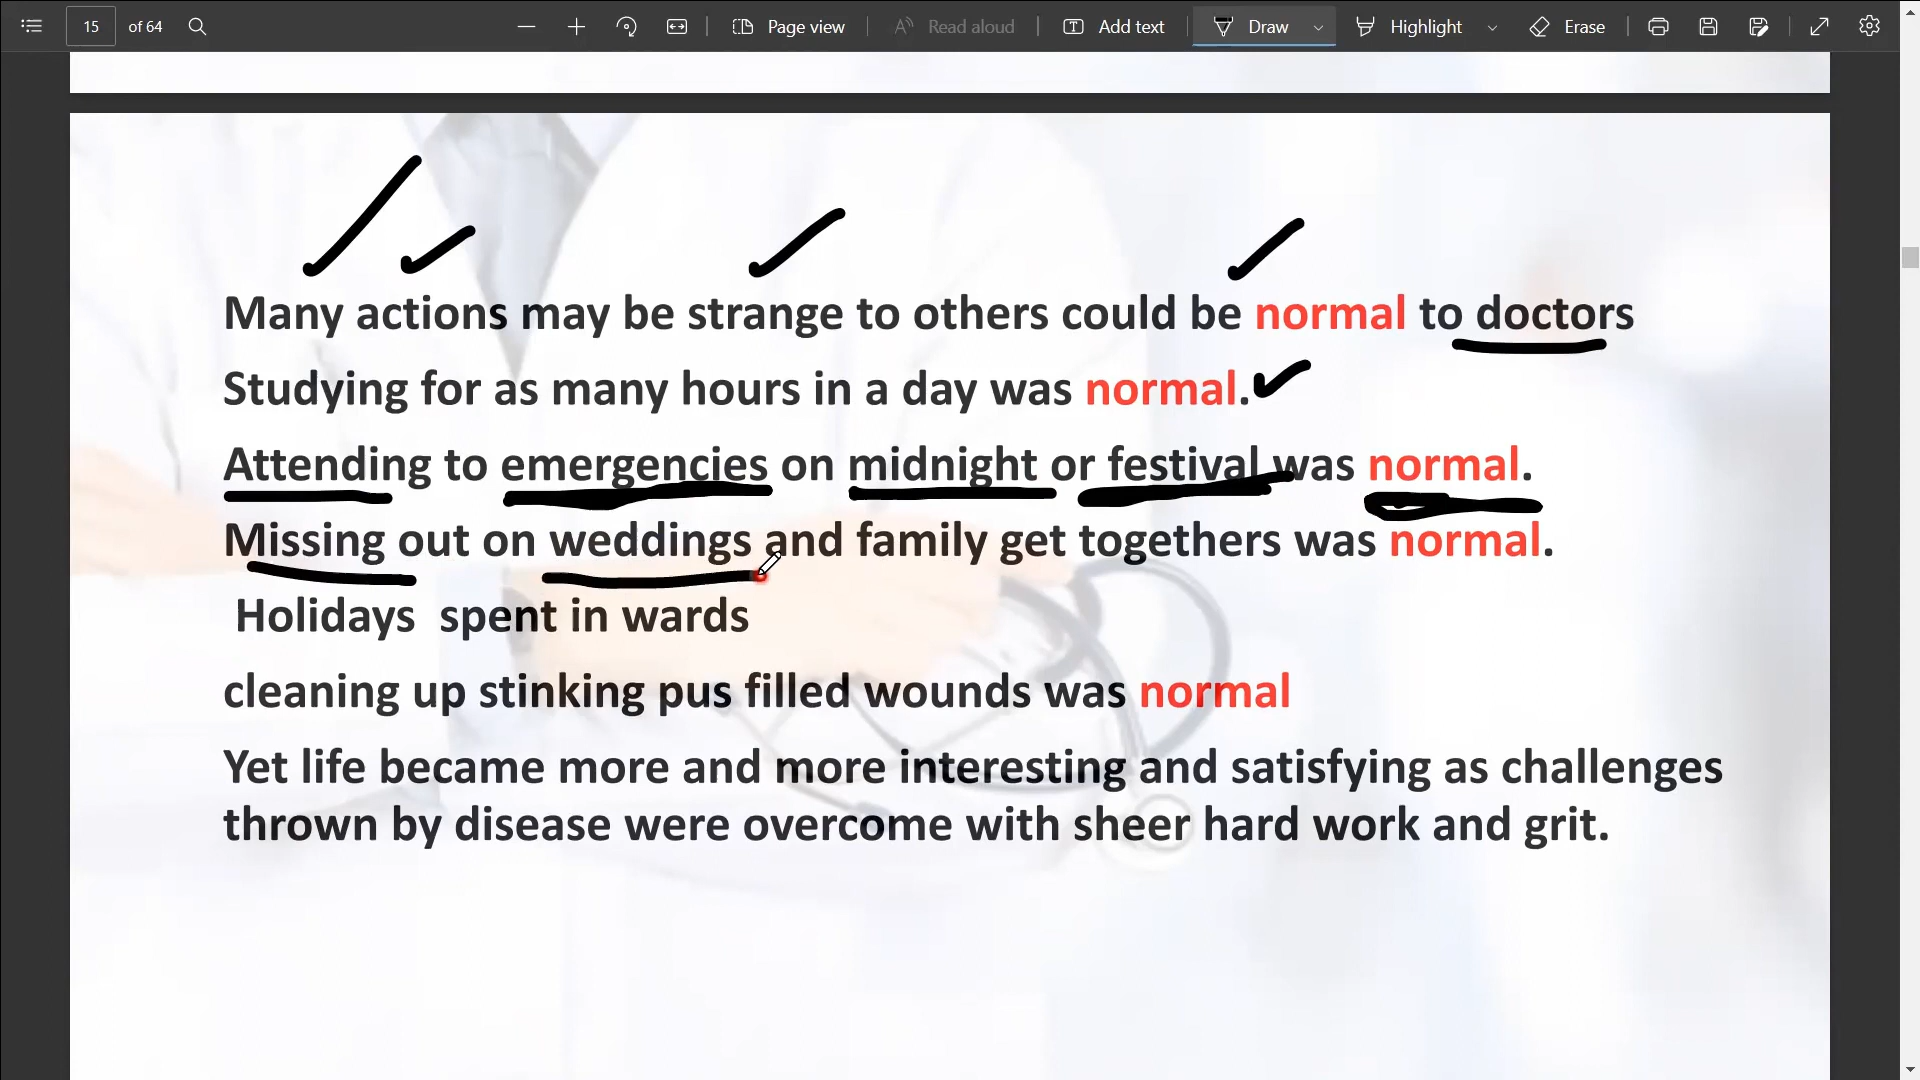 15 of 64 Page view Read aloud Add text Draw Highlight Erase
Many actions may be strange to others could be normal to doctors
Studying for as many hours in a day was normal.
Attending to emergencies on midnight or festival was normal.
Missing out on weddings and family get togethers was normal.
Holidays spent in wards
cleaning up stinking pus filled wounds was normal
Yet life became more and more interesting and satisfying as challenges
thrown by disease were overcome with sheer hard work and grit.